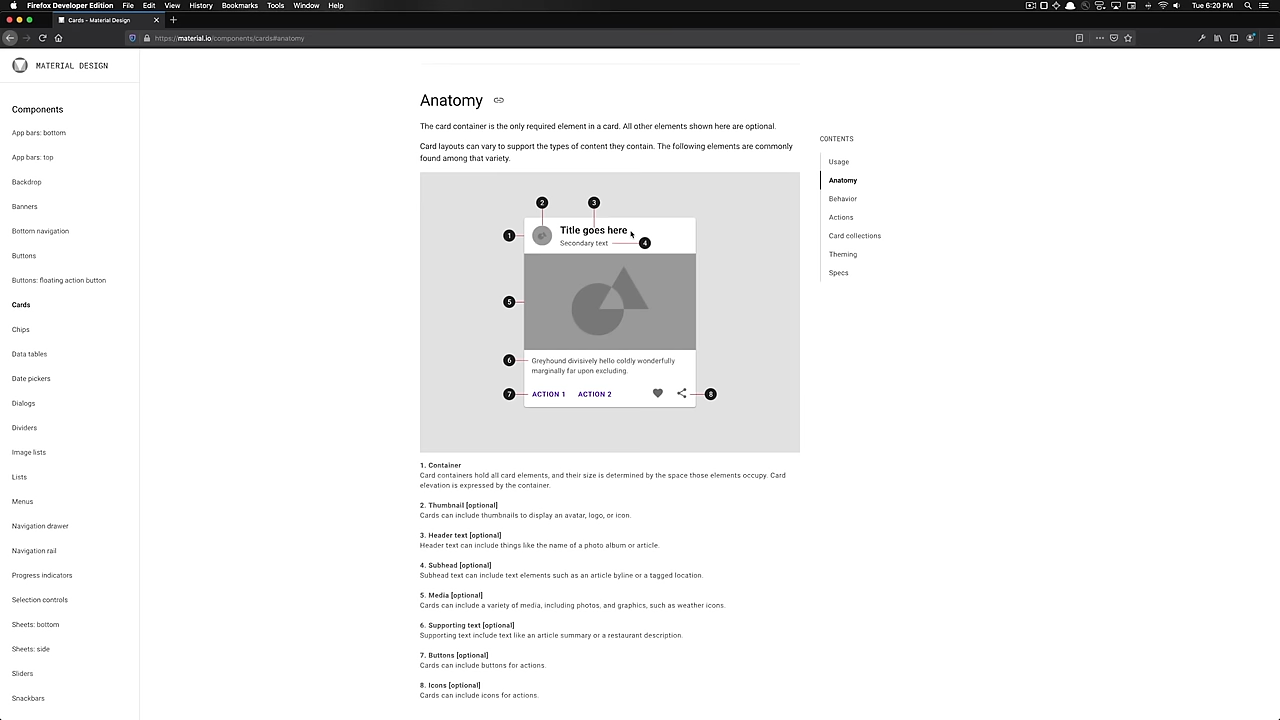 Firefox Developer Edition File Edit View History Bookmarks Tools Window Help
Tue 6:20 PM
Cards - Material Design
https://material.io/components/cards#anatomy
MATERIAL DESIGN
Components
App bars: bottom
App bars: top
Backdrop
Banners
Bottom navigation
Buttons
Buttons: floating action button
Cards
Chips
Data tables
Date pickers
Dialogs
Dividers
Image lists
Lists
Menus
Navigation drawer
Navigation rail
Progress indicators
Selection controls
Sheets: bottom
Sheets: side
Sliders
Snackbars
Anatomy
The card container is the only required element in a card. All other elements shown here are optional.
Card layouts can vary to support the types of content they contain. The following elements are commonly
found among that variety.
2 3
1 Title goes here
Secondary text 4
5
6 Greyhound divisively hello coldly wonderfully
marginally far upon excluding.
7 ACTION 1 ACTION 2 8
1. Container
Card containers hold all card elements, and their size is determined by the space those elements occupy. Card
elevation is expressed by the container.
2. Thumbnail [optional]
Cards can include thumbnails to display an avatar, logo, or icon.
3. Header text [optional]
Header text can include things like the name of a photo album or article.
4. Subhead [optional]
Subhead text can include text elements such as an article byline or a tagged location.
5. Media [optional]
Cards can include a variety of media, including photos, and graphics, such as weather icons.
6. Supporting text [optional]
Supporting text include text like an article summary or a restaurant description.
7. Buttons [optional]
Cards can include buttons for actions.
8. Icons [optional]
Cards can include icons for actions.
CONTENTS
Usage
Anatomy
Behavior
Actions
Card collections
Theming
Specs